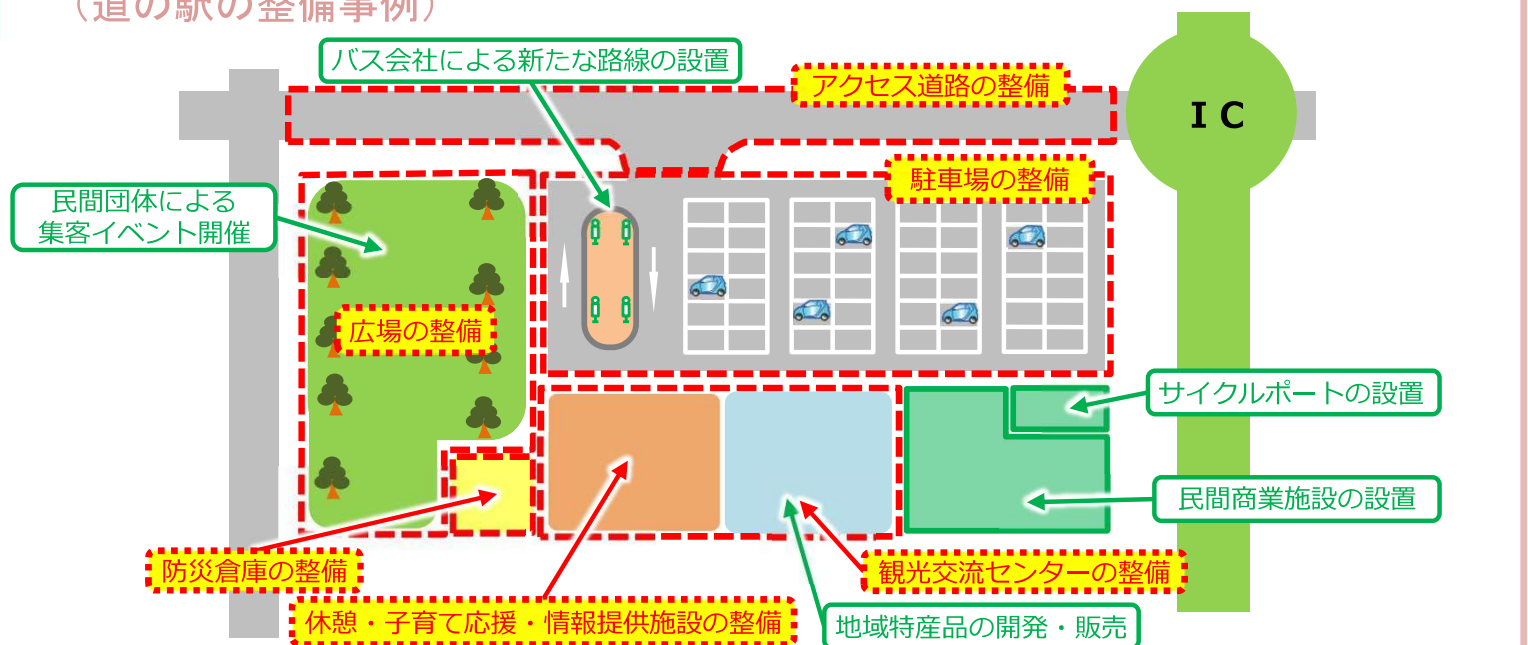 （道の駅の整備事例）
バス会社による新たな路線の設置
アクセス道路の整備
ＩＣ
駐車場の整備
民間団体による
集客イベント開催
広場の整備
サイクルポートの設置
民間商業施設の設置
防災倉庫の整備
観光交流センターの整備
休憩・子育て応援・情報提供施設の整備
地域特産品の開発・販売